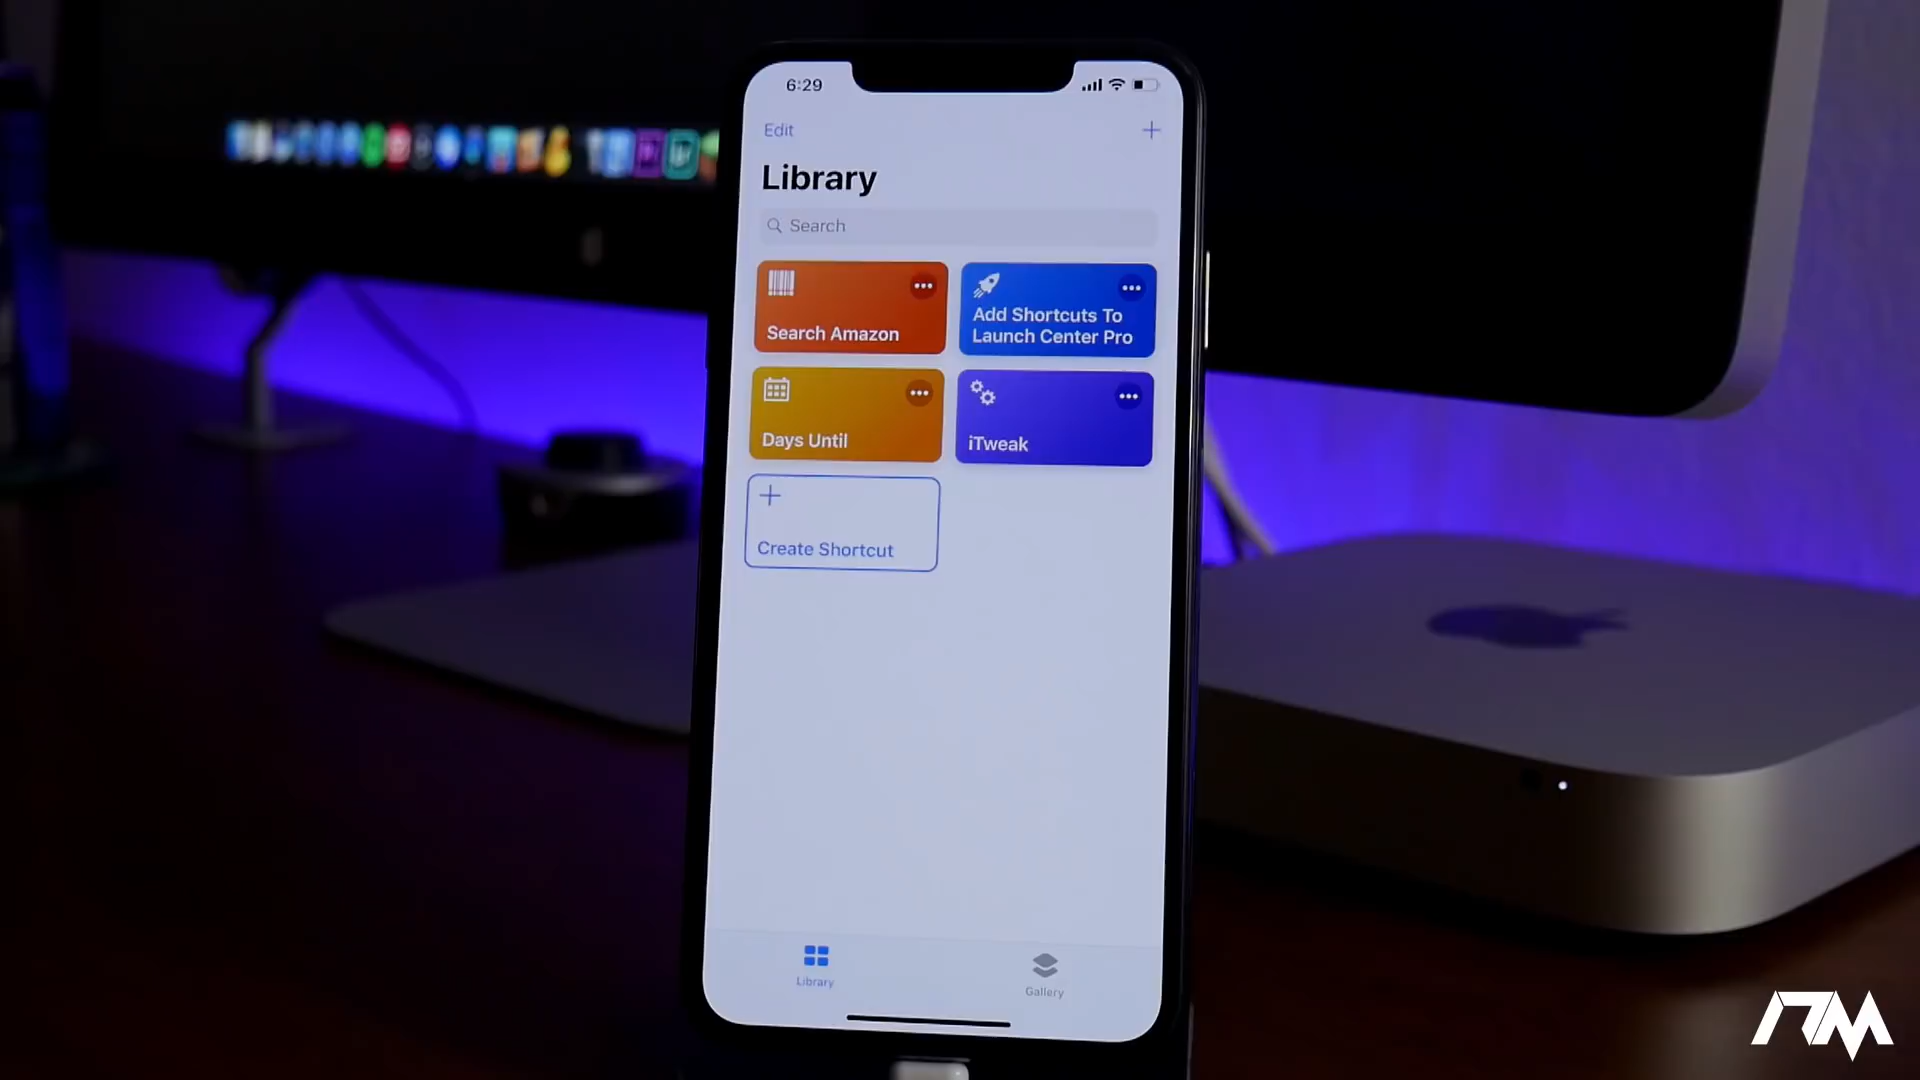 6:29
Edit
Library
Search
Search Amazon
Add Shortcuts To
Launch Center Pro
Days Until
iTweak
Create Shortcut
Library
Gallery